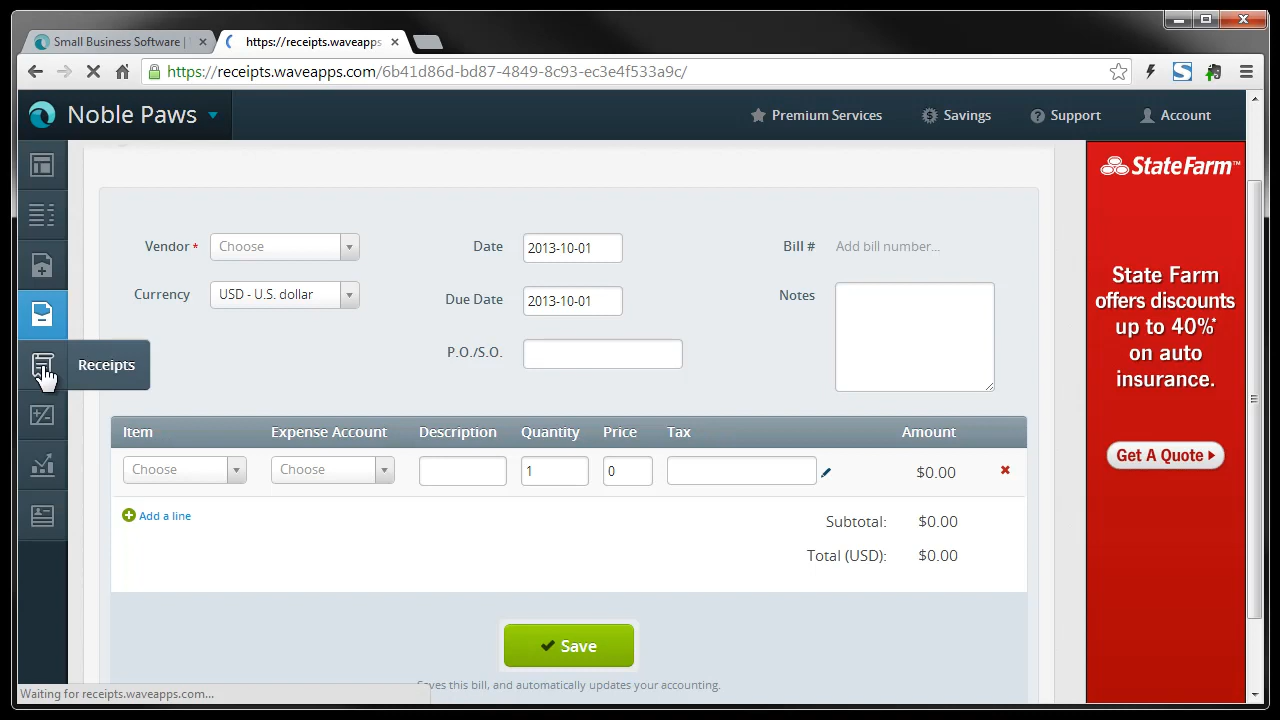 Small Business Software |
https://receipts.waveapps
https://receipts.waveapps.com/6b41d86d-bd87-4849-8c93-ec3e4f533a9c/
Noble Paws
Premium Services
Savings
Support
Account
StateFarm™
Vendor *
Choose
Date
2013-10-01
Bill #
Add bill number...
Currency
USD - U.S. dollar
Due Date
2013-10-01
Notes
P.O./S.O.
Receipts
State Farm
offers discounts
up to 40%*
on auto
insurance.
Get A Quote
Item
Expense Account
Description
Quantity
Price
Tax
Amount
Choose
Choose
1
0
$0.00
Add a line
Subtotal:
$0.00
Total (USD):
$0.00
Save
Saves this bill, and automatically updates your accounting.
Waiting for receipts.waveapps.com...